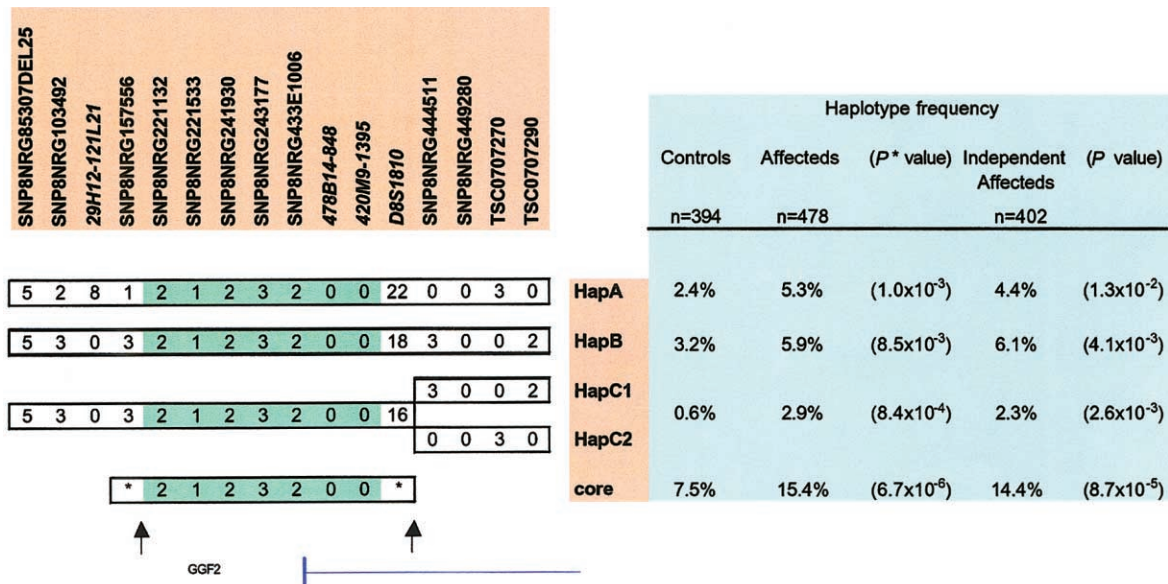 SNP8NRG85307DEL25
SNP8NRG103492
29H12-121L21
SNP8NRG157556
SNP8NRG221132
SNP8NRG221533
SNP8NRG241930
SNP8NRG243177
SNP8NRG433E1006
478B14-848
420M9-1395
D8S1810
SNP8NRG444511
SNP8NRG449280
TSC0707270
TSC0707290
Haplotype frequency
Controls Affecteds (P* value) Independent Affecteds (P value)
n=394 n=478 n=402
5 2 8 1 2 1 2 3 2 0 0 22 0 0 3 0 HapA 2.4% 5.3% (1.0x10-3) 4.4% (1.3x10-2)
5 3 0 3 2 1 2 3 2 0 0 18 3 0 0 2 HapB 3.2% 5.9% (8.5x10-3) 6.1% (4.1x10-3)
3 0 0 2 HapC1
5 3 0 3 2 1 2 3 2 0 0 16 0.6% 2.9% (8.4x10-4) 2.3% (2.6x10-3)
0 0 3 0 HapC2
* 2 1 2 3 2 0 0 * core 7.5% 15.4% (6.7x10-6) 14.4% (8.7x10-5)
GGF2